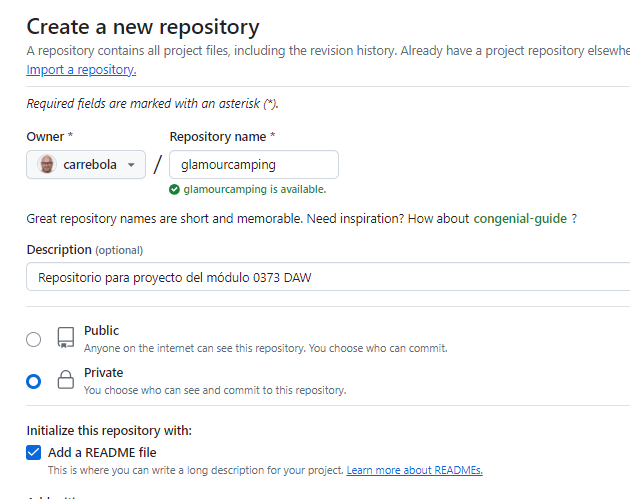 Create a new repository
A repository contains all project files, including the revision history. Already have a project repository elsewhe
Import a repository.
Required fields are marked with an asterisk (*).
Owner * Repository name *
carrebola / glamourcamping
glamourcamping is available.
Great repository names are short and memorable. Need inspiration? How about congenial-guide ?
Description (optional)
Repositorio para proyecto del módulo 0373 DAW
Public
Anyone on the internet can see this repository. You choose who can commit.
Private
You choose who can see and commit to this repository.
Initialize this repository with:
Add a README file
This is where you can write a long description for your project. Learn more about READMEs.